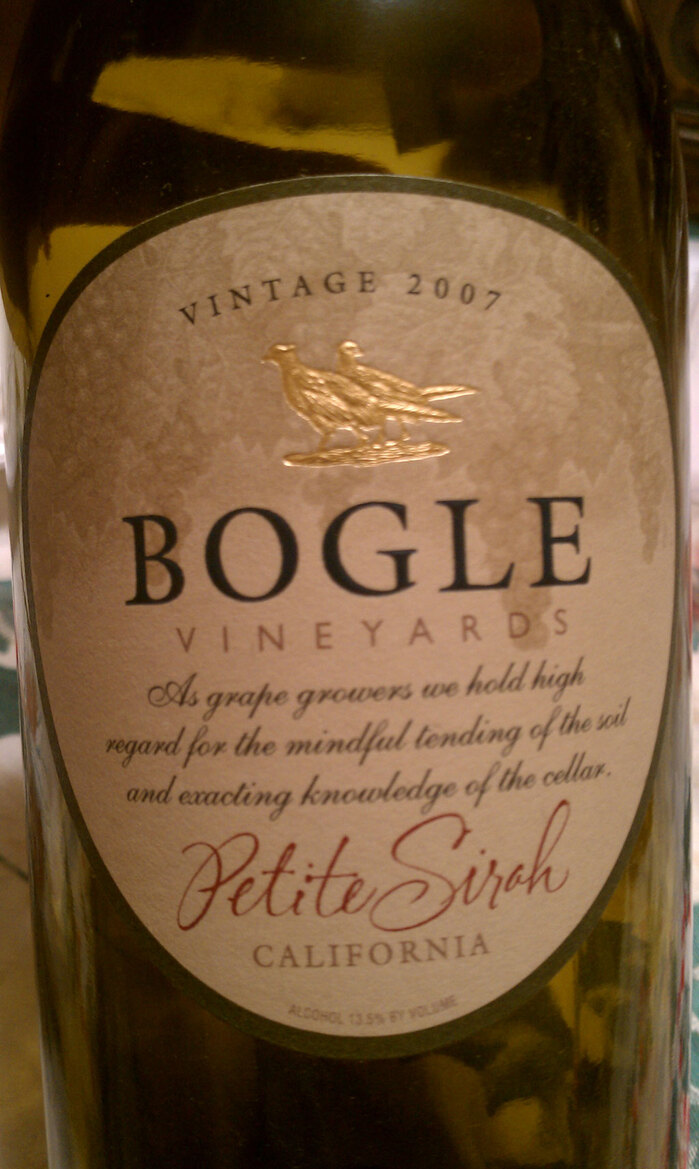 VINTAGE 2007
BOGLE
VINEYARDS
As grape growers we hold high
regard for the mindful tending of the soil
and exacting knowledge of the cellar.
Petite Sirah
CALIFORNIA
ALCOHOL 13.5% BY VOLUME